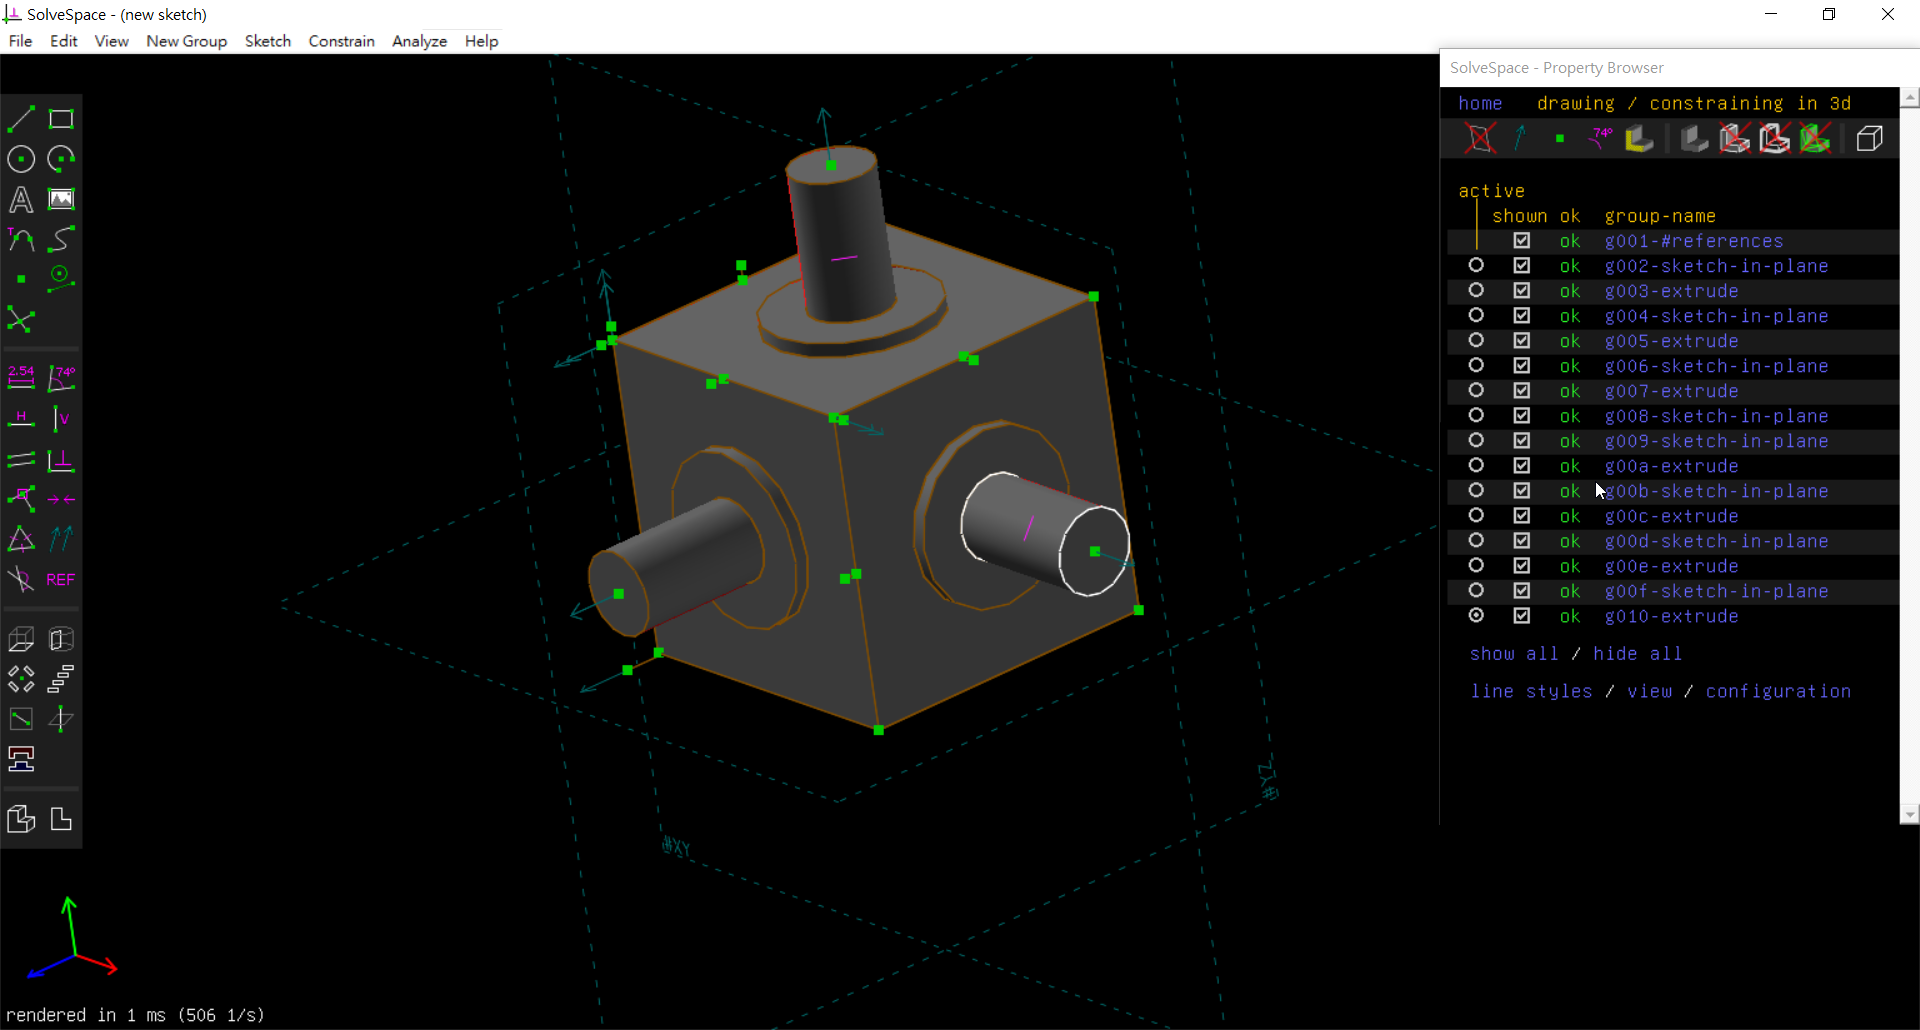 SolveSpace - (new sketch)
File Edit View New Group Sketch Constrain Analyze Help
SolveSpace - Property Browser
home drawing / constraining in 3d
74°
active
shown ok group-name
ok g001-#references
ok g002-sketch-in-plane
ok g003-extrude
ok g004-sketch-in-plane
ok g005-extrude
ok g006-sketch-in-plane
ok g007-extrude
ok g008-sketch-in-plane
ok g009-sketch-in-plane
ok g00a-extrude
ok g00b-sketch-in-plane
ok g00c-extrude
ok g00d-sketch-in-plane
ok g00e-extrude
ok g00f-sketch-in-plane
ok g010-extrude
show all / hide all
line styles / view / configuration
A
T
2.54 74°
H V
REF
#XY
#ZX
rendered in 1 ms (506 1/s)